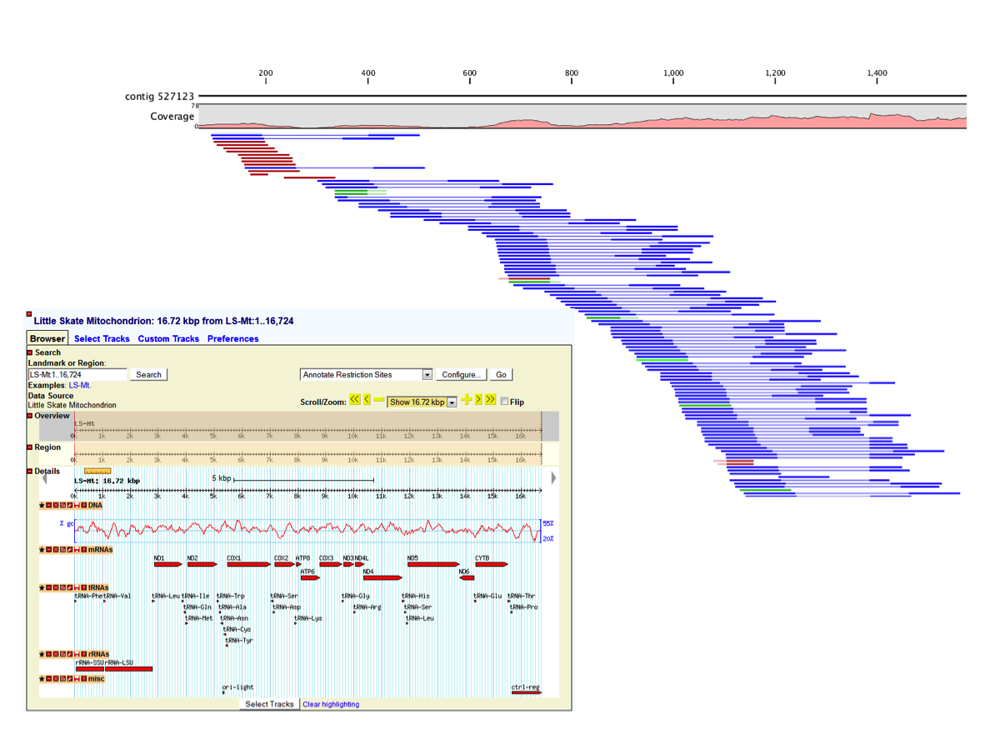 200 400 600 800 1,000 1,200 1,400
contig 527123
78
Coverage
0
Little Skate Mitochondrion: 16.72 kbp from LS-Mt:1..16,724
Browser Select Tracks Custom Tracks Preferences
Search
Landmark or Region:
LS-Mt:1..16,724 Search Annotate Restriction Sites Configure... Go
Examples: LS-Mt.
Data Source
Little Skate Mitochondrion
Scroll/Zoom: << < Show 16.72 kbp > >> Flip
Overview
LS-Mt
0k 1k 2k 3k 4k 5k 6k 7k 8k 9k 10k 11k 12k 13k 14k 15k 16k
Region
0k 1k 2k 3k 4k 5k 6k 7k 8k 9k 10k 11k 12k 13k 14k 15k 16k
Details
LS-Mt: 16.72 kbp 5 kbp
0k 1k 2k 3k 4k 5k 6k 7k 8k 9k 10k 11k 12k 13k 14k 15k 16k
DNA
% gc 55%
20%
mRNAs
ND1 ND2 COX1 COX2 ATP8 COX3 ND3 ND4L ND5 CYTB
ATP6 ND4 ND6
tRNAs
tRNA-Phe tRNA-Val tRNA-Leu tRNA-Ile tRNA-Trp tRNA-Ser tRNA-Gly tRNA-His tRNA-Glu tRNA-Thr
tRNA-Gln tRNA-Ala tRNA-Asp tRNA-Arg tRNA-Ser tRNA-Pro
tRNA-Met tRNA-Asn tRNA-Lys tRNA-Leu
tRNA-Cys
tRNA-Tyr
rRNAs
rRNA-SSU rRNA-LSU
misc
ori-light ctrl-reg
Select Tracks Clear highlighting